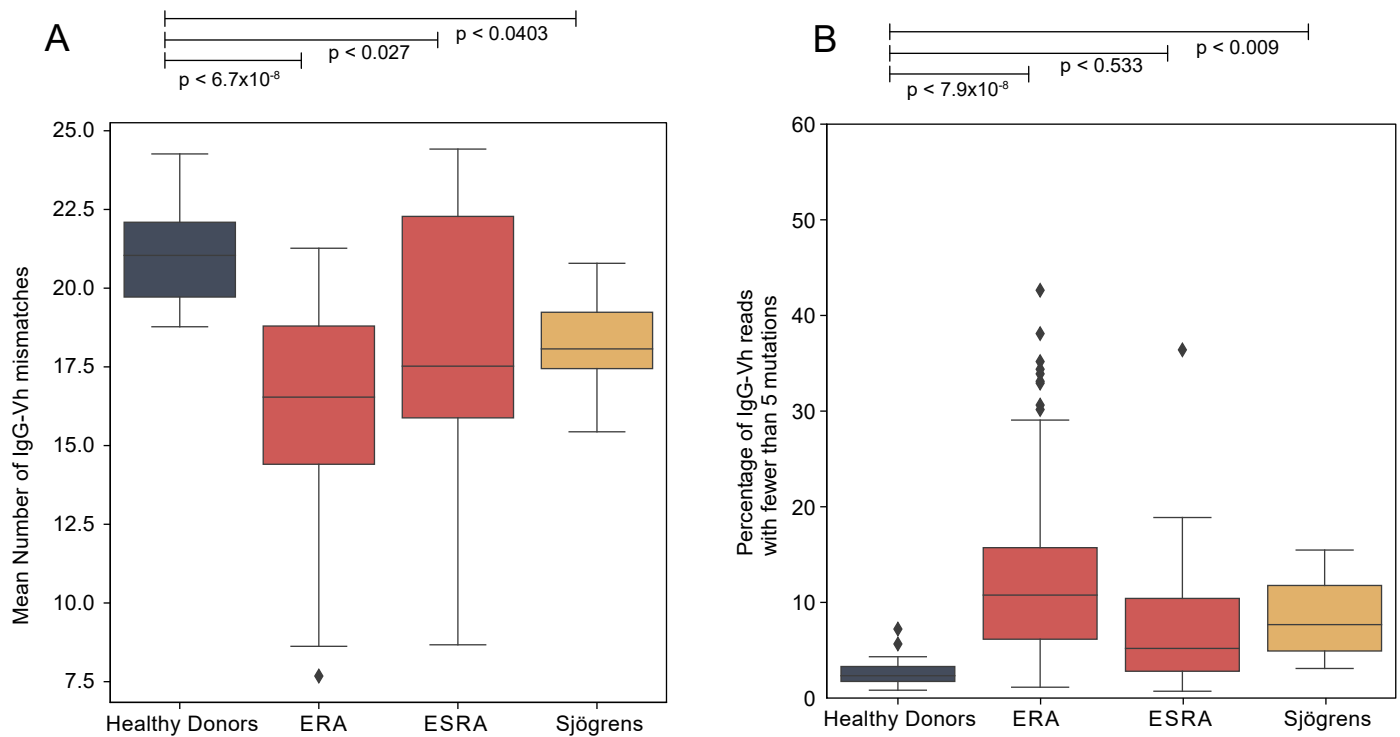 A
p < 0.0403
p < 0.027
p < 6.7x10⁻⁸
25.0
22.5
20.0
17.5
15.0
12.5
10.0
7.5
Mean Number of IgG-Vh mismatches
Healthy Donors
ERA
ESRA
Sjögrens
B
p < 0.009
p < 0.533
p < 7.9x10⁻⁸
60
50
40
30
20
10
0
Percentage of IgG-Vh reads
with fewer than 5 mutations
Healthy Donors
ERA
ESRA
Sjögrens